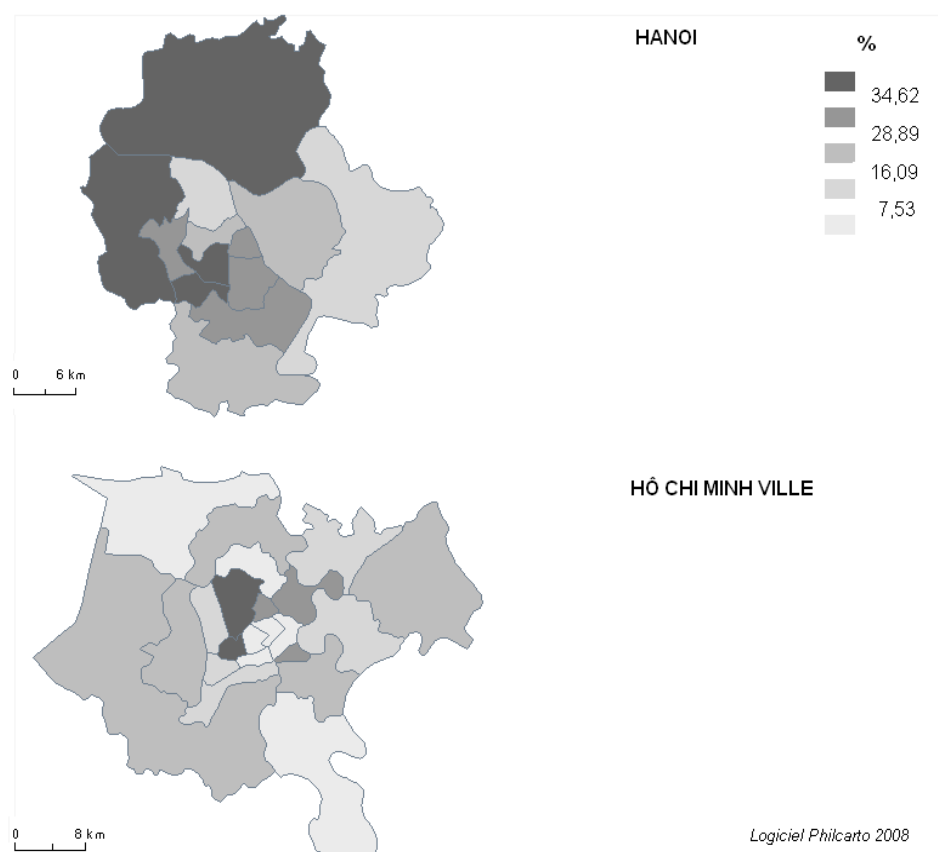 HANOI
%
34,62
28,89
16,09
7,53
0 6 km
HÔ CHI MINH VILLE
0 8 km
Logiciel Philcarto 2008